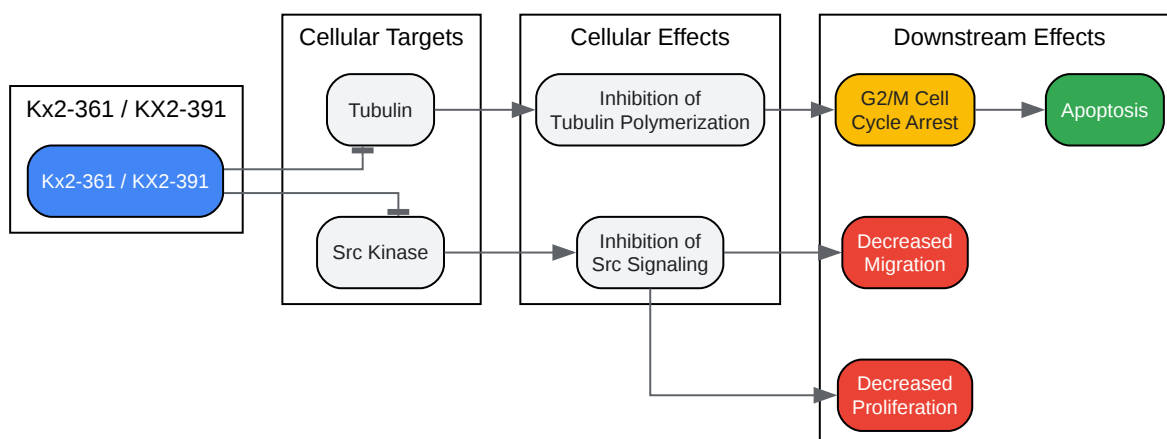 Cellular Targets
Cellular Effects
Downstream Effects
Kx2-361 / KX2-391
Kx2-361 / KX2-391
Tubulin
Inhibition of
Tubulin Polymerization
G2/M Cell
Cycle Arrest
Apoptosis
Src Kinase
Inhibition of
Src Signaling
Decreased
Migration
Decreased
Proliferation